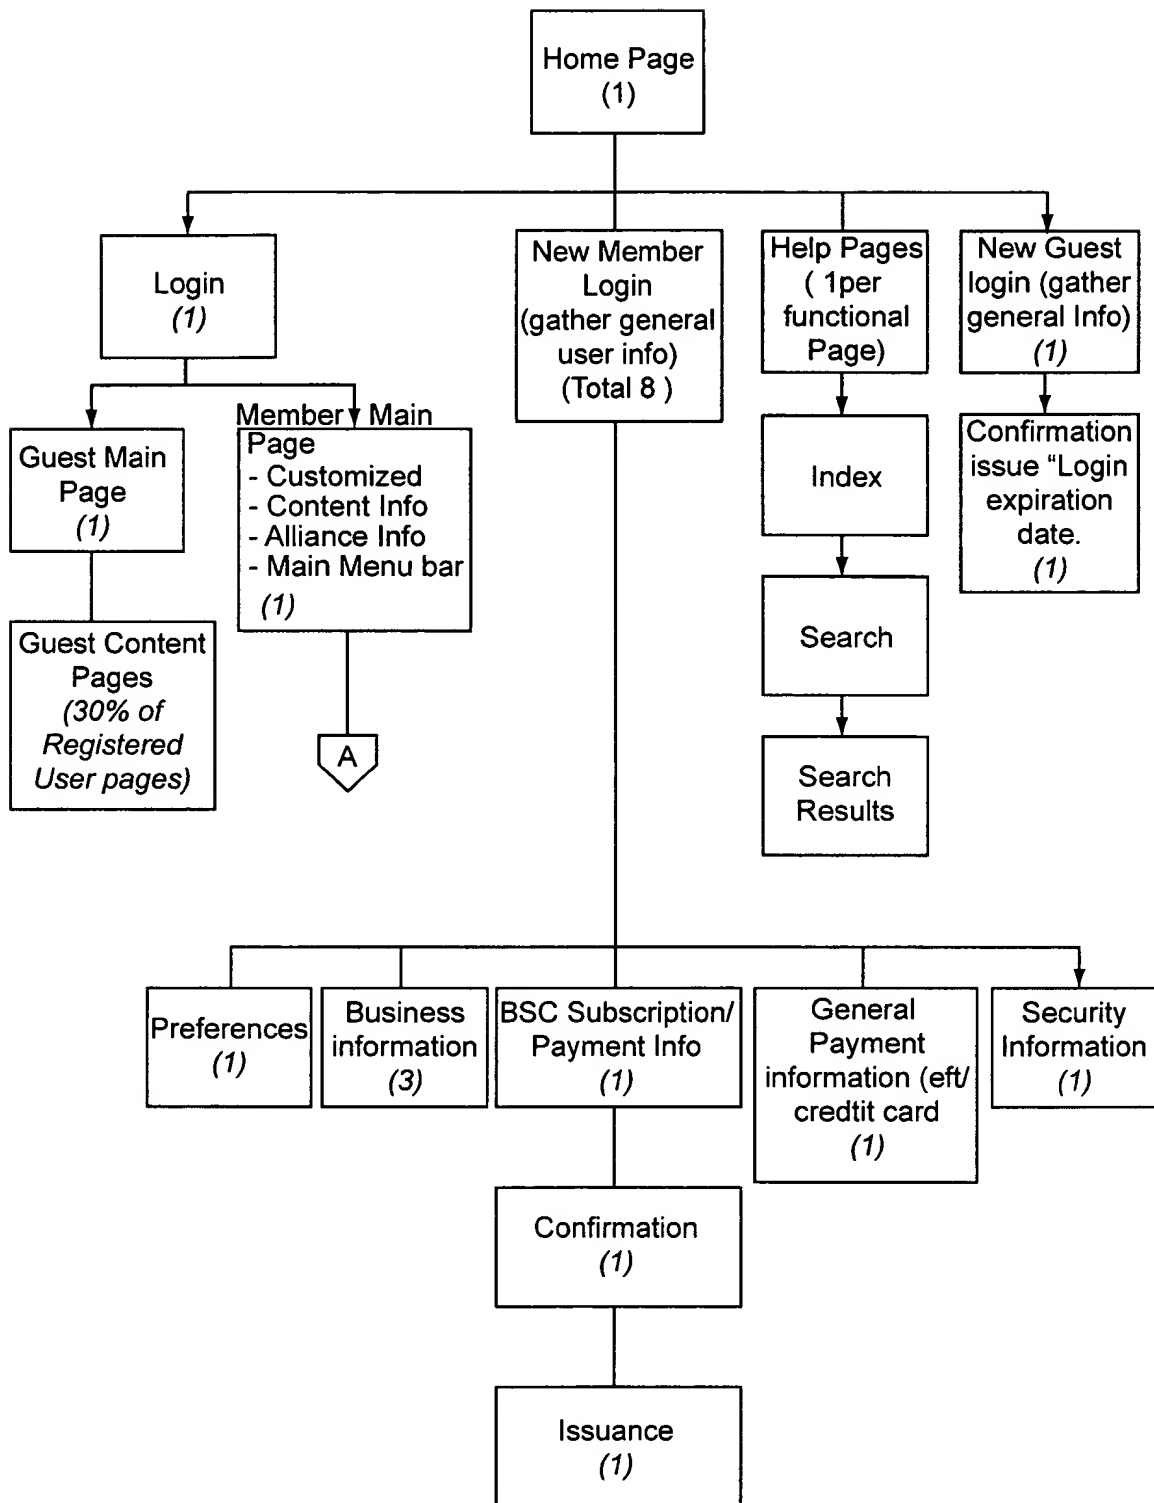 Home Page
(1)
Login
(1)
New Member
Login
(gather general
user info)
(Total 8 )
Help Pages
( 1per
functional
Page)
New Guest
login (gather
general Info)
(1)
Guest Main
Page
(1)
Member Main
Page
- Customized
- Content Info
- Alliance Info
- Main Menu bar
(1)
Index
Confirmation
issue “Login
expiration
date.
(1)
Guest Content
Pages
(30% of
Registered
User pages)
A
Search
Search
Results
Preferences
(1)
Business
information
(3)
BSC Subscription/
Payment Info
(1)
General
Payment
information (eft/
credtit card
(1)
Security
Information
(1)
Confirmation
(1)
Issuance
(1)